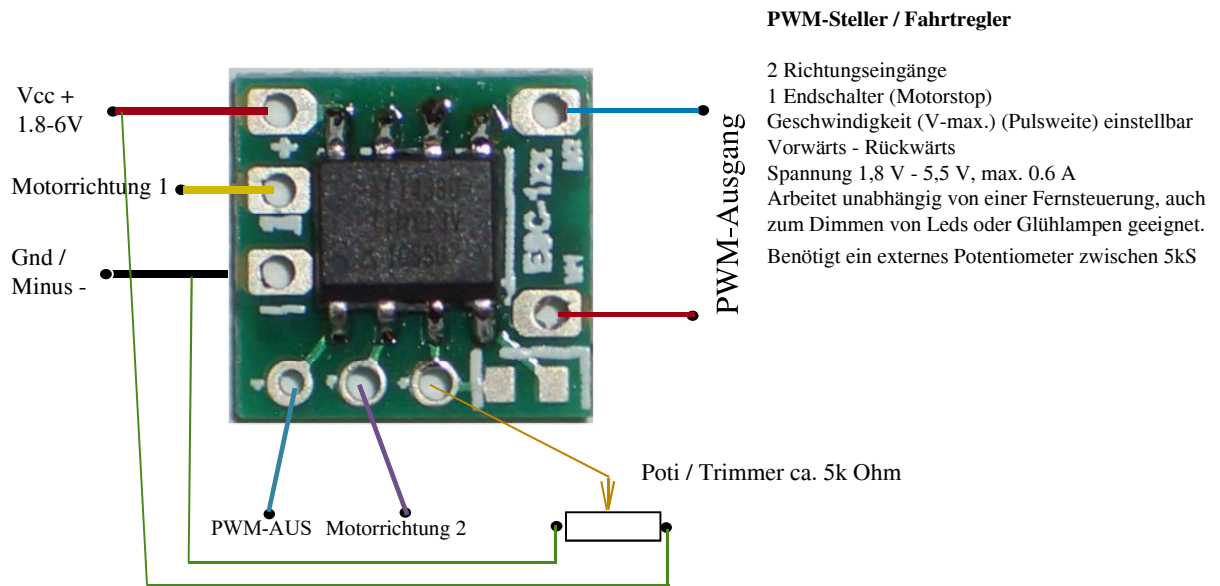 PWM-Steller / Fahrtregler
2 Richtungseingänge
1 Endschalter (Motorstop)
Geschwindigkeit (V-max.) (Pulsweite) einstellbar
Vorwärts - Rückwärts
Spannung 1,8 V - 5,5 V, max. 0.6 A
Arbeitet unabhängig von einer Fernsteuerung, auch
zum Dimmen von Leds oder Glühlampen geeignet.
Benötigt ein externes Potentiometer zwischen 5kS
Vcc +
1.8-6V
Motorrichtung 1
Gnd /
Minus -
+
1
ESC-1xx
PWM-Ausgang
Poti / Trimmer ca. 5k Ohm
PWM-AUS
Motorrichtung 2